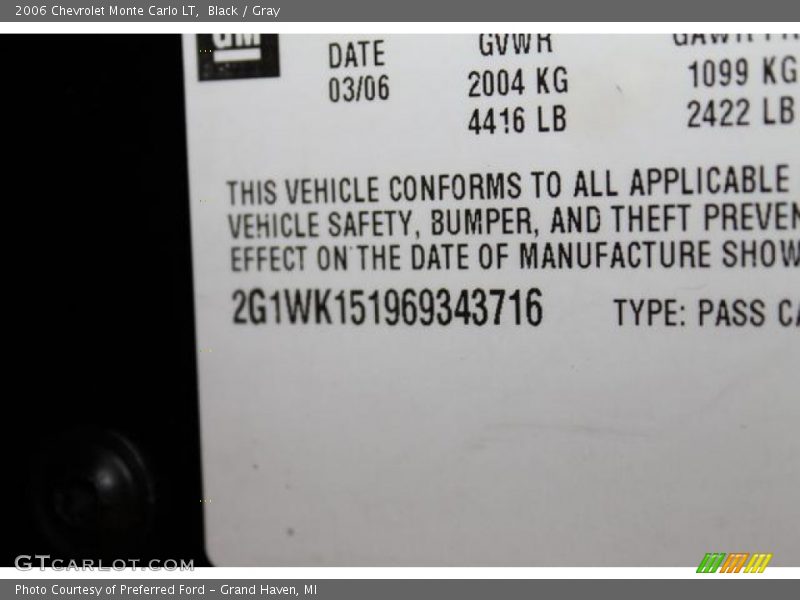 2006 Chevrolet Monte Carlo LT,  Black / Gray
GM
DATE
03/06
GVWR
2004 KG
4416 LB
1099 KG
2422 LB
THIS VEHICLE CONFORMS TO ALL APPLICABLE
VEHICLE SAFETY, BUMPER, AND THEFT PREVEN
EFFECT ON THE DATE OF MANUFACTURE SHOW
2G1WK151969343716
TYPE: PASS CA
GTCARLOT.COM
Photo Courtesy of Preferred Ford – Grand Haven, MI